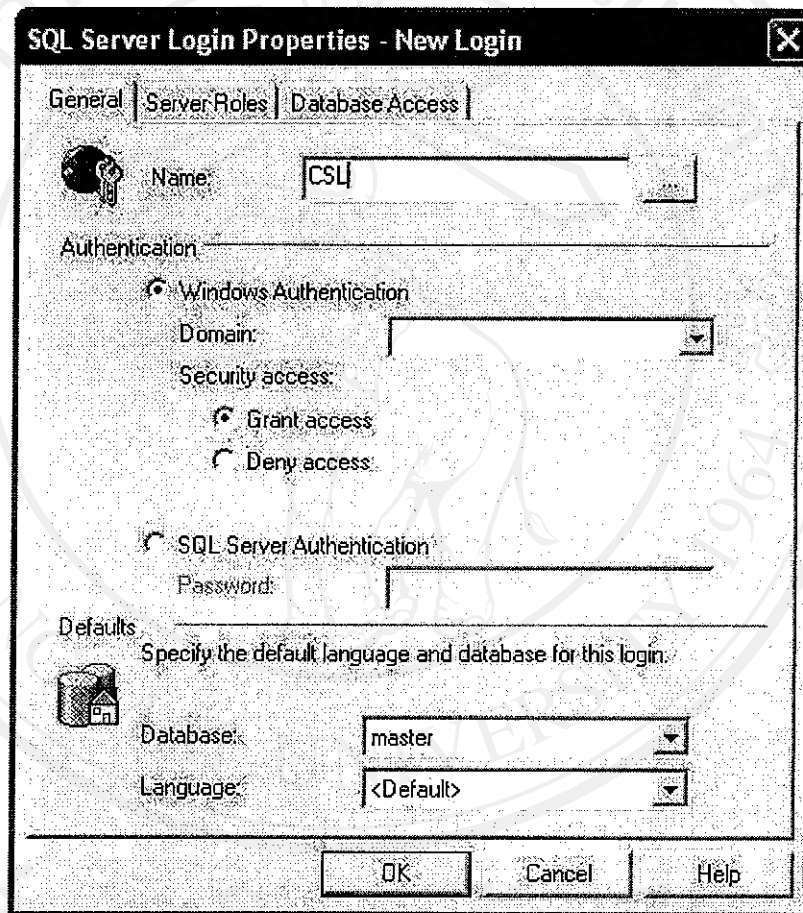 SQL Server Login Properties - New Login
General Server Roles Database Access
Name: CSL ...
Authentication
Windows Authentication
Domain:
Security access:
Grant access
Deny access
SQL Server Authentication
Password:
Defaults
Specify the default language and database for this login.
Database: master
Language: <Default>
OK Cancel Help
VERSITY 1964